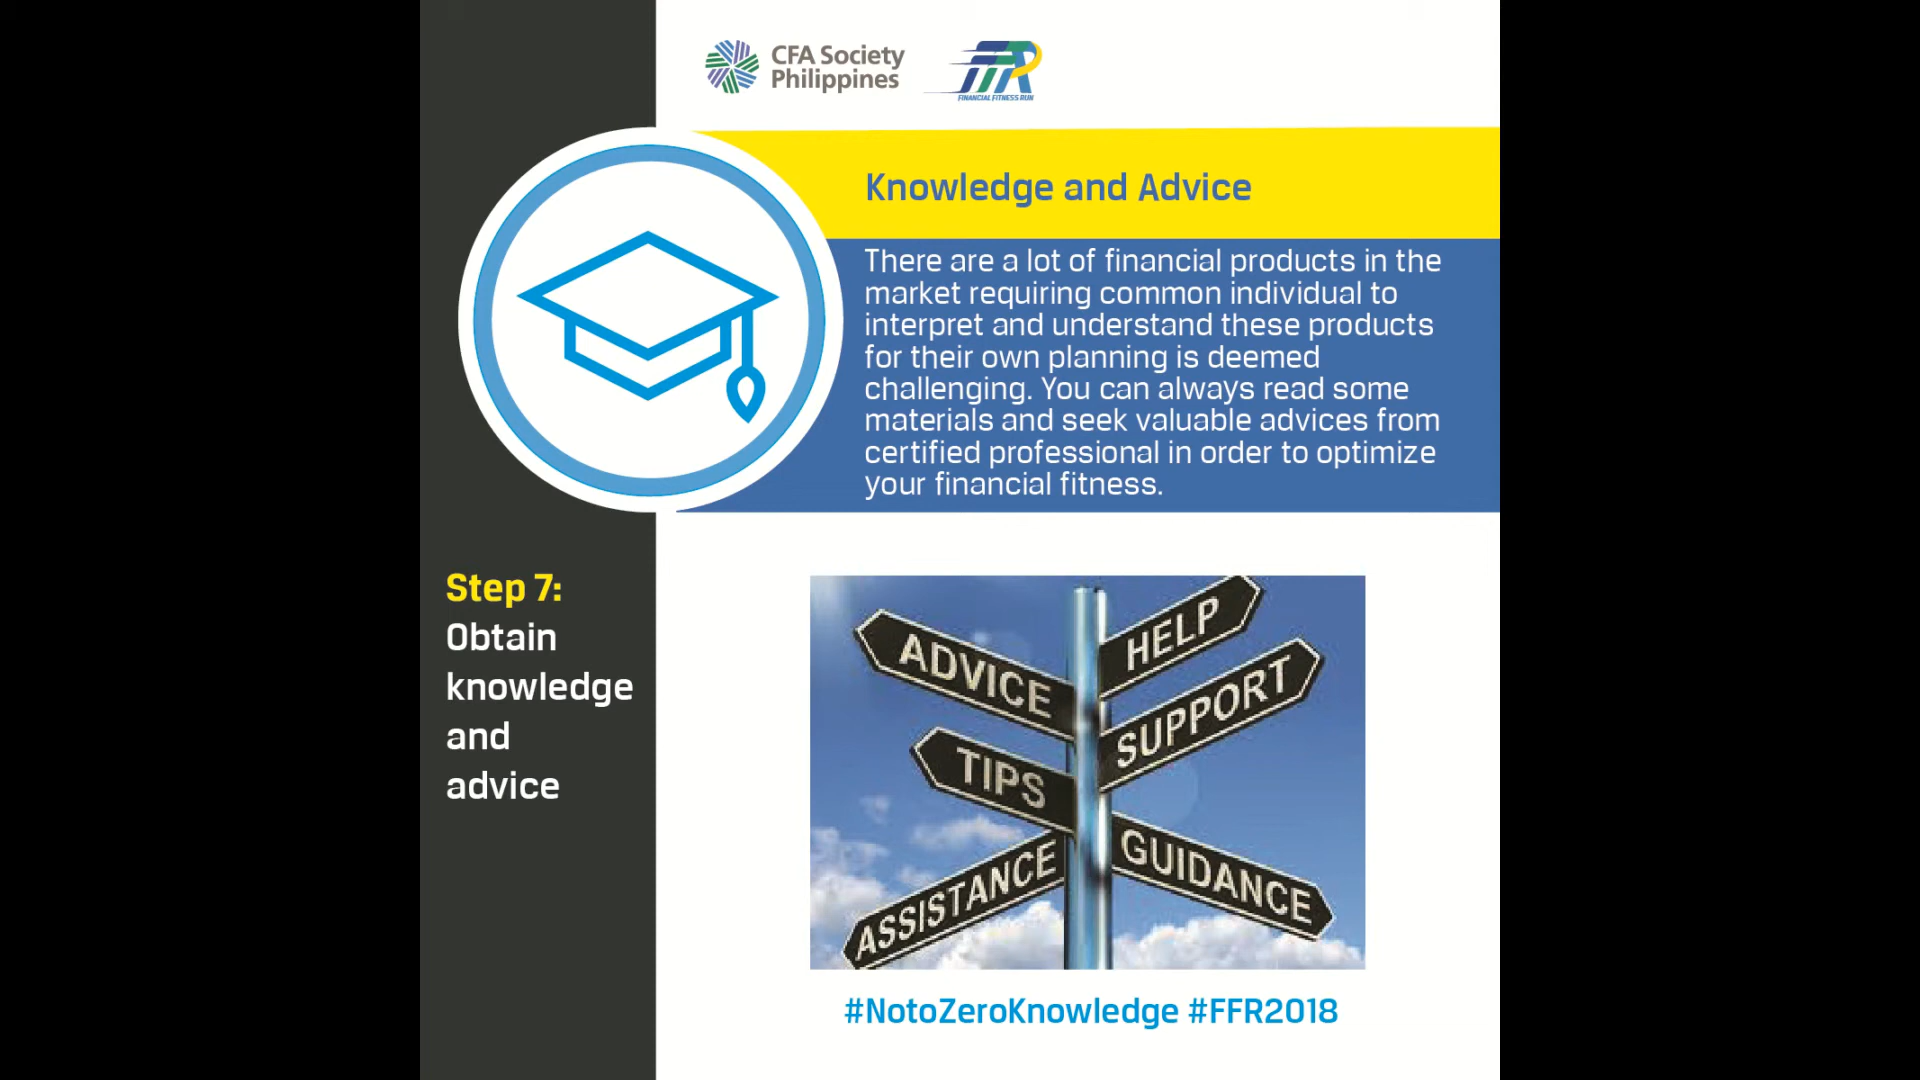 CFA Society
Philippines
FFR
FINANCIAL FITNESS RUN
Knowledge and Advice
There are a lot of financial products in the
market requiring common individual to
interpret and understand these products
for their own planning is deemed
challenging. You can always read some
materials and seek valuable advices from
certified professional in order to optimize
your financial fitness.
Step 7:
Obtain
knowledge
and
advice
HELP
ADVICE
SUPPORT
TIPS
GUIDANCE
ASSISTANCE
#NotoZeroKnowledge #FFR2018